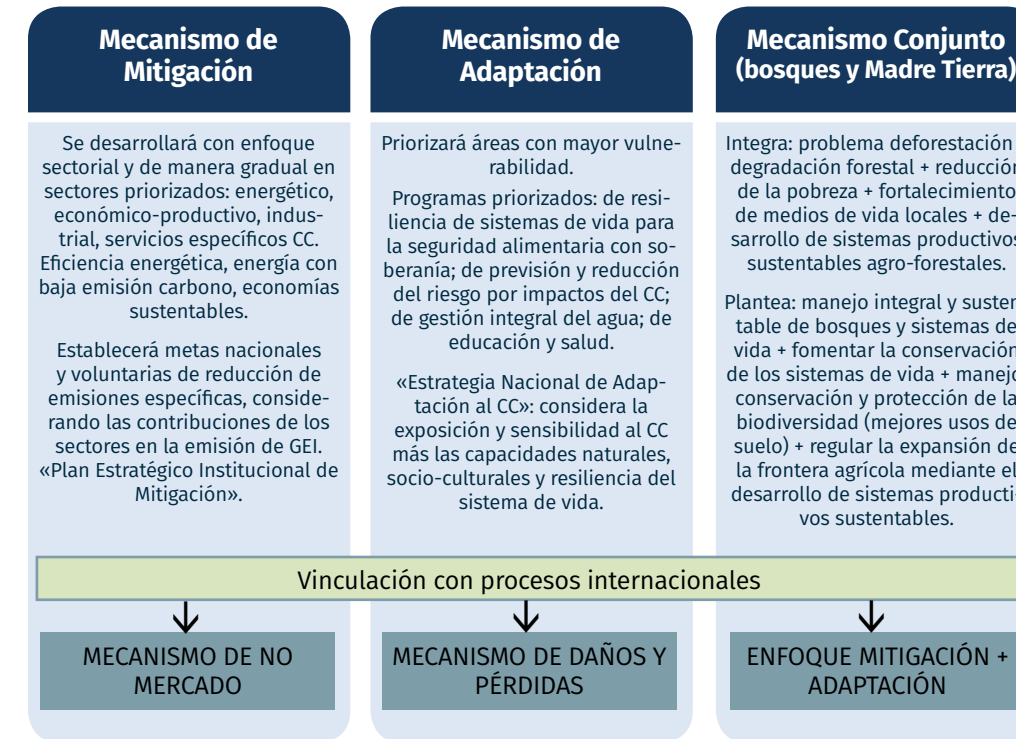 Mecanismo de
Mitigación
Se desarrollará con enfoque
sectorial y de manera gradual en
sectores priorizados: energético,
económico-productivo, indus-
trial, servicios específicos CC.
Eficiencia energética, energía con
baja emisión carbono, economías
sustentables.
Establecerá metas nacionales
y voluntarias de reducción de
emisiones específicas, conside-
rando las contribuciones de los
sectores en la emisión de GEI.
«Plan Estratégico Institucional de
Mitigación».
Mecanismo de
Adaptación
Priorizará áreas con mayor vulne-
rabilidad.
Programas priorizados: de resi-
liencia de sistemas de vida para
la seguridad alimentaria con so-
beranía; de previsión y reducción
del riesgo por impactos del CC;
de gestión integral del agua; de
educación y salud.
«Estrategia Nacional de Adap-
tación al CC»: considera la
exposición y sensibilidad al CC
más las capacidades naturales,
socio-culturales y resiliencia del
sistema de vida.
Mecanismo Conjunto
(bosques y Madre Tierra)
Integra: problema deforestación
degradación forestal + reducción
de la pobreza + fortalecimiento
de medios de vida locales + de-
sarrollo de sistemas productivos
sustentables agro-forestales.
Plantea: manejo integral y susten
table de bosques y sistemas de
vida + fomentar la conservación
de los sistemas de vida + manejo
conservación y protección de la
biodiversidad (mejores usos de
suelo) + regular la expansión de
la frontera agrícola mediante el
desarrollo de sistemas producti-
vos sustentables.
Vinculación con procesos internacionales
MECANISMO DE NO
MERCADO
MECANISMO DE DAÑOS Y
PÉRDIDAS
ENFOQUE MITIGACIÓN +
ADAPTACIÓN